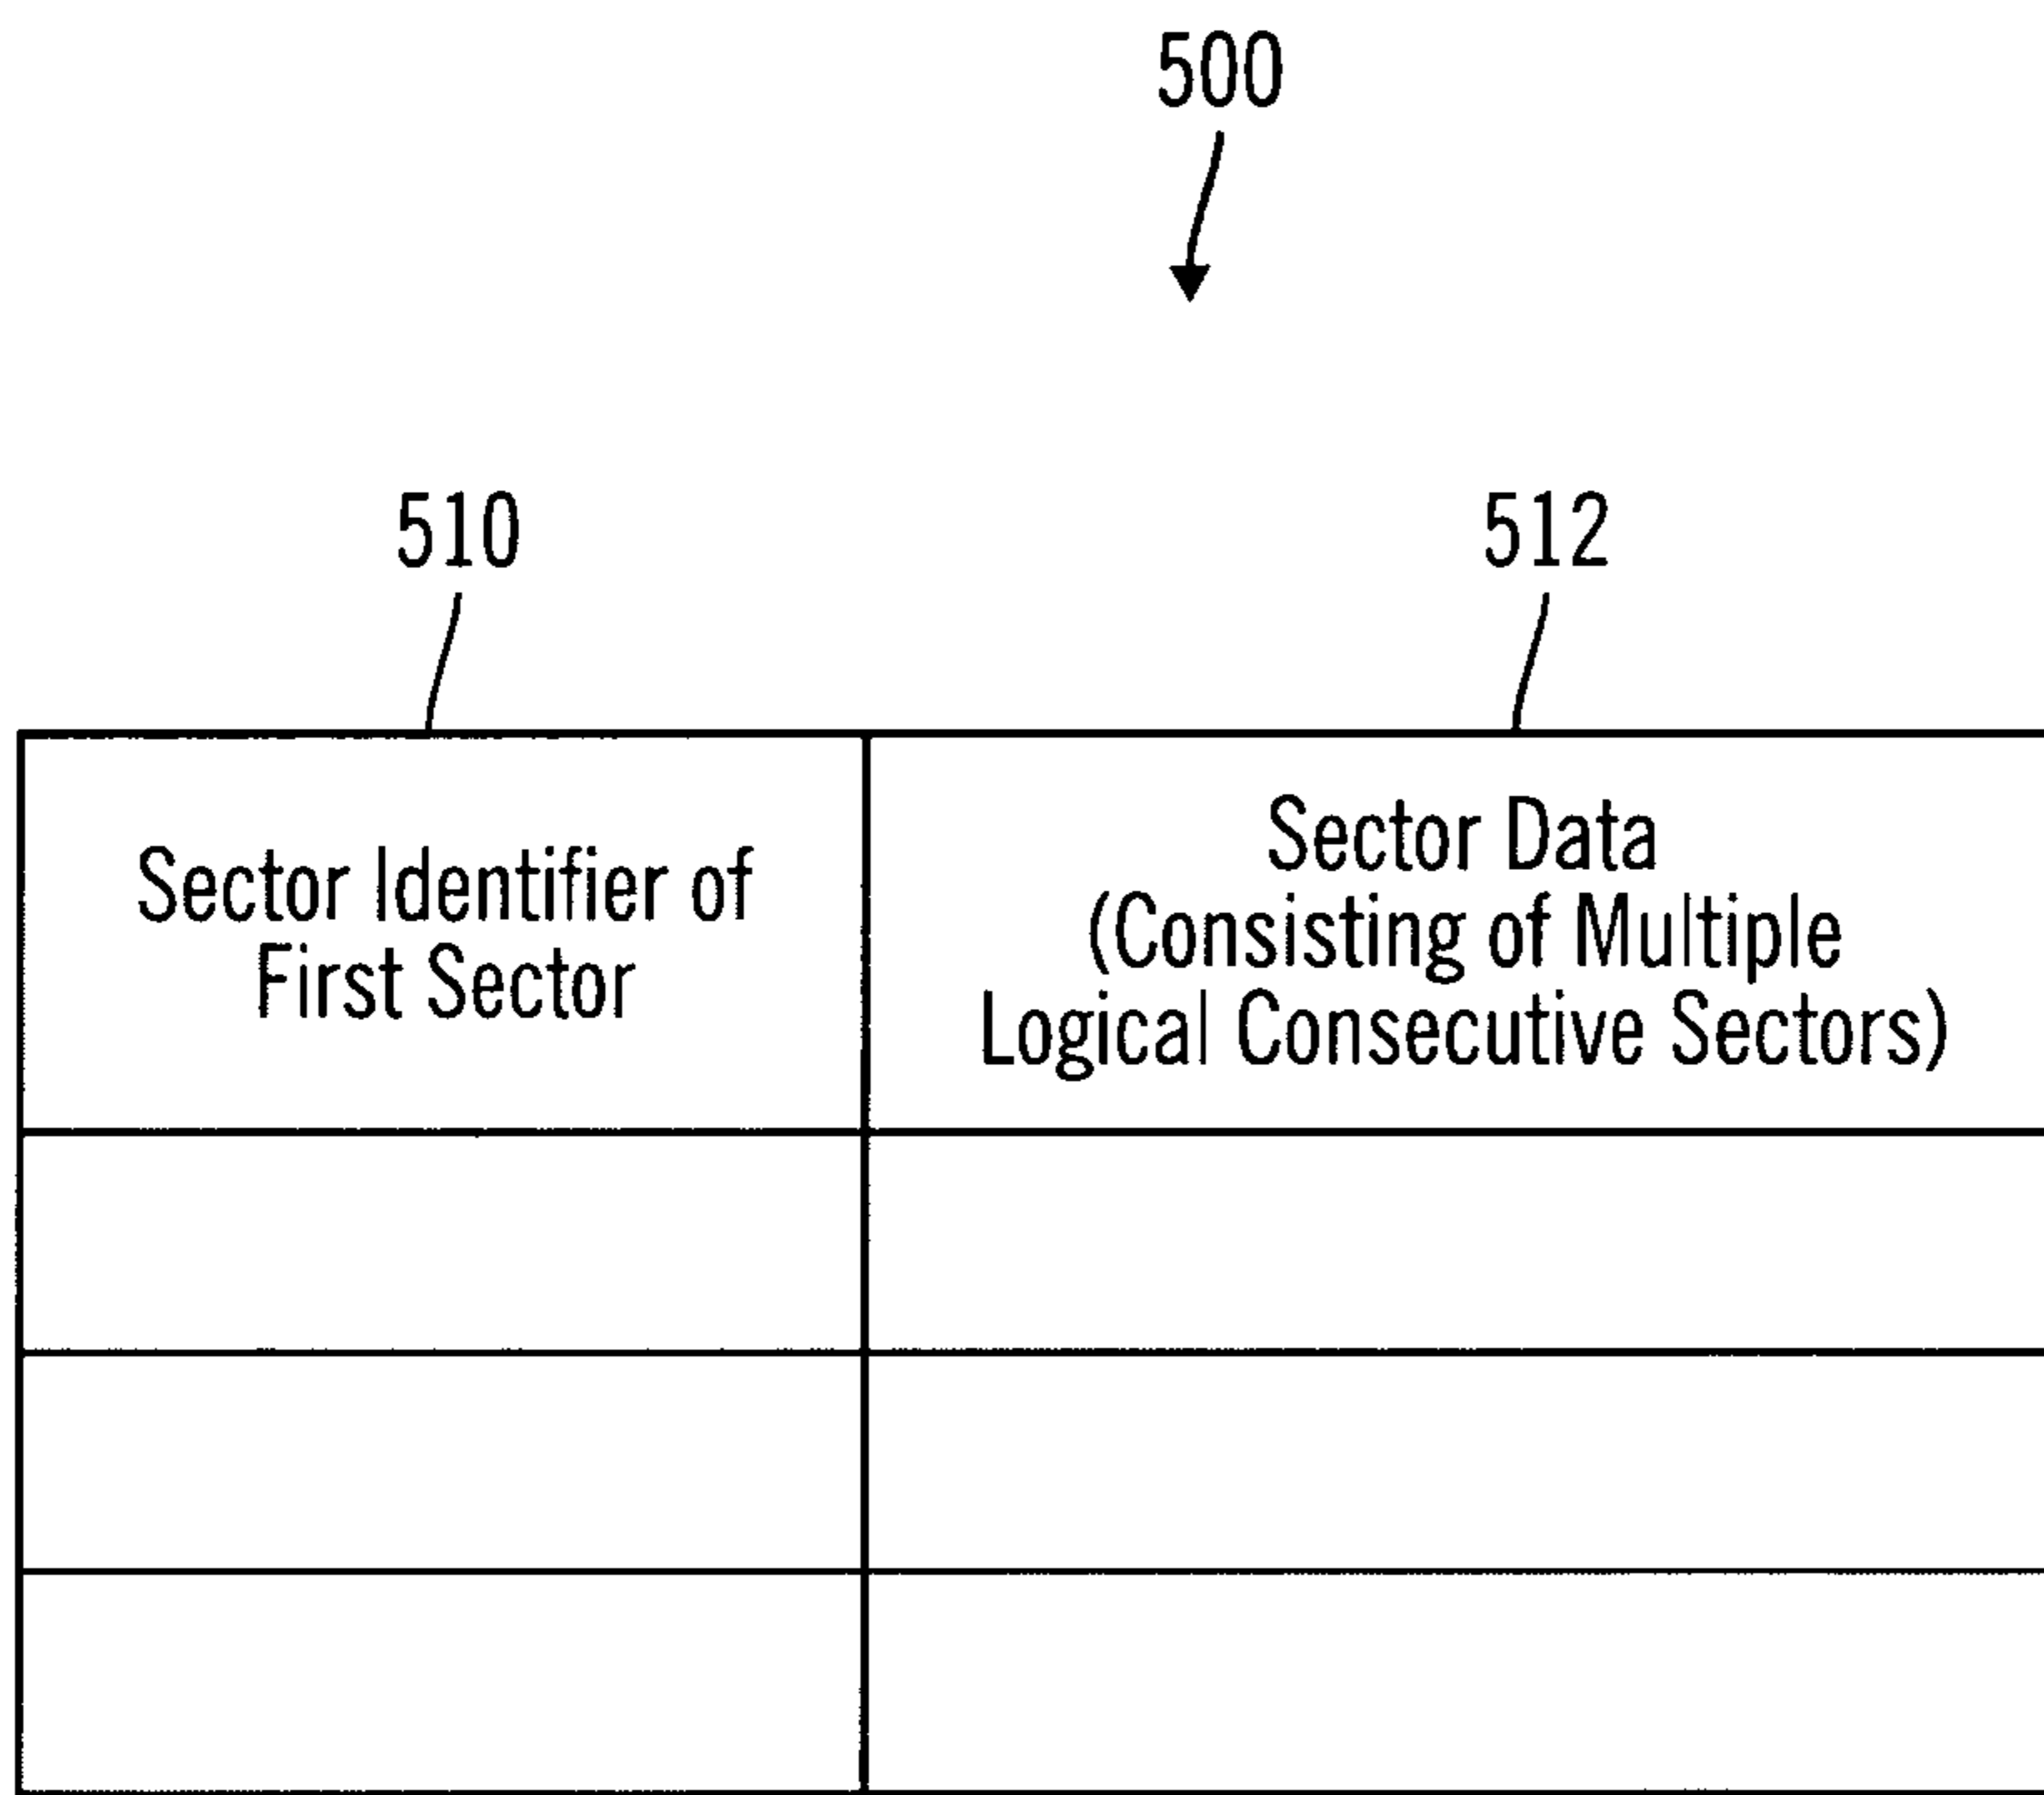 500
510
512
Sector Identifier of
First Sector
Sector Data
(Consisting of Multiple
Logical Consecutive Sectors)